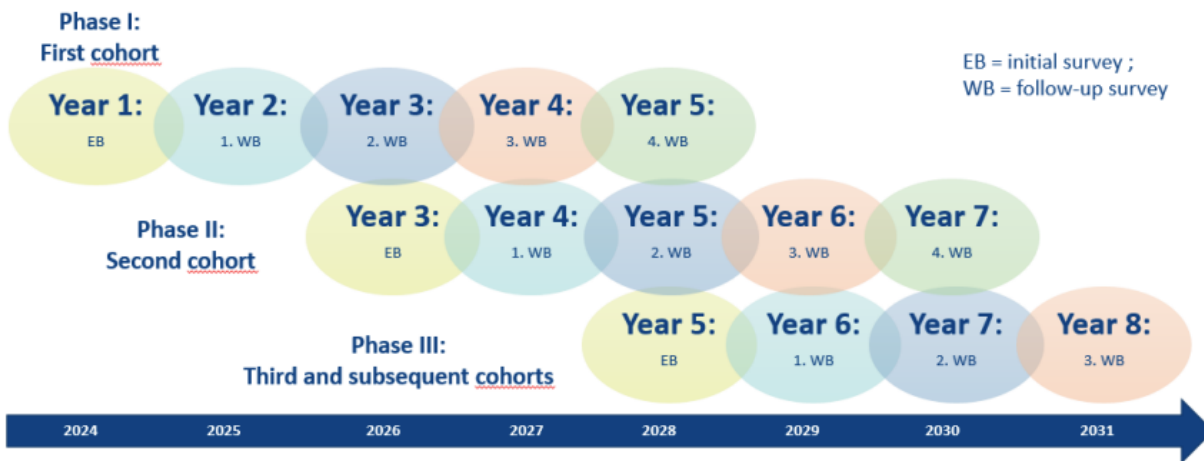 Phase I:
First cohort
EB = initial survey ;
WB = follow-up survey
Year 1:
Year 2:
Year 3:
Year 4:
Year 5:
EB
1. WB
2. WB
3. WB
4. WB
Phase II:
Second cohort
Year 3:
Year 4:
Year 5:
Year 6:
Year 7:
EB
1. WB
2. WB
3. WB
4. WB
Phase III:
Third and subsequent cohorts
Year 5:
Year 6:
Year 7:
Year 8:
EB
1. WB
2. WB
3. WB
2024
2025
2026
2027
2028
2029
2030
2031